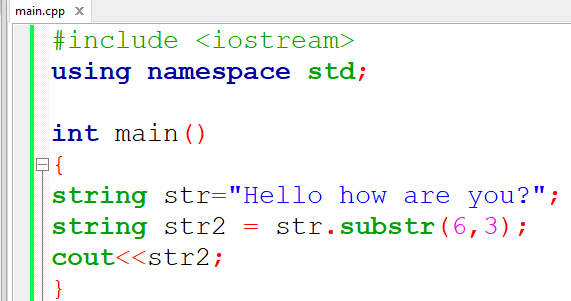 main.cpp
#include <iostream>
using namespace std;
int main()
{
string str="Hello how are you?";
string str2 = str.substr(6,3);
cout<<str2;
}